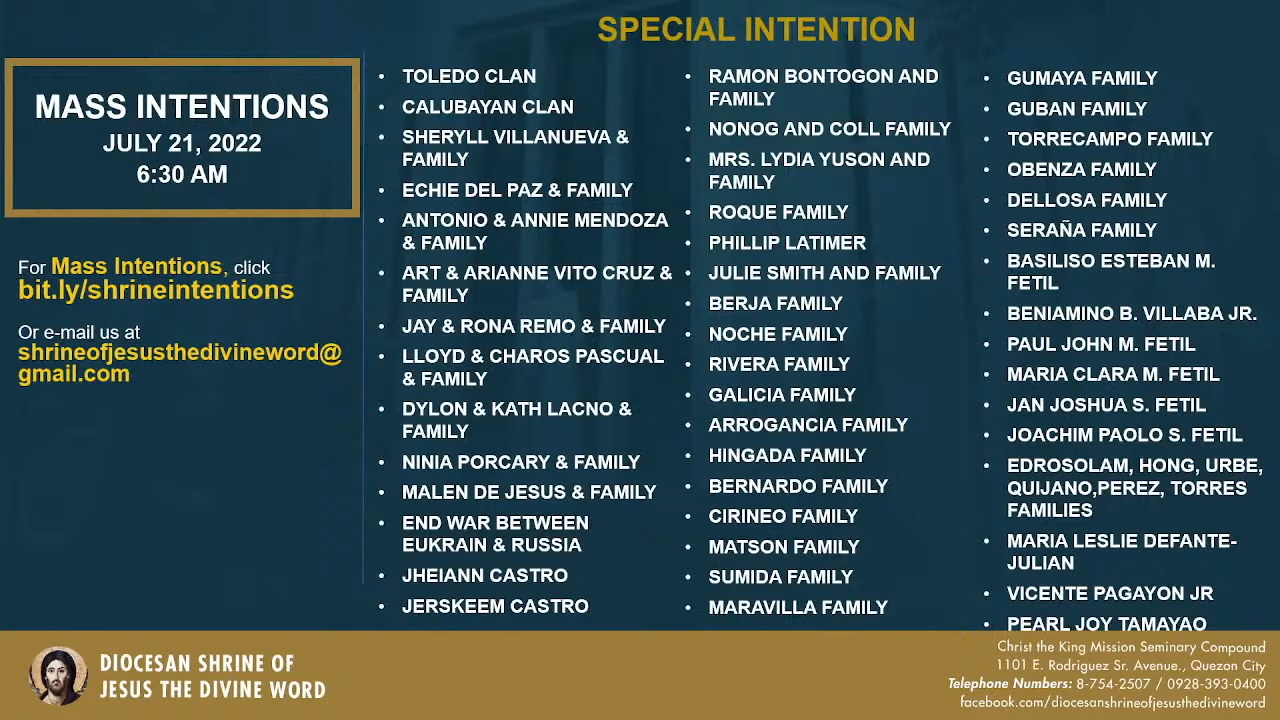 SPECIAL INTENTION
MASS INTENTIONS
JULY 21, 2022
6:30 AM
For Mass Intentions, click
bit.ly/shrineintentions
Or e-mail us at
shrineofjesusthedivineword@
gmail.com
• TOLEDO CLAN
• CALUBAYAN CLAN
• SHERYLL VILLANUEVA &
FAMILY
• ECHIE DEL PAZ & FAMILY
• ANTONIO & ANNIE MENDOZA
& FAMILY
• ART & ARIANNE VITO CRUZ &
FAMILY
• JAY & RONA REMO & FAMILY
• LLOYD & CHAROS PASCUAL
& FAMILY
• DYLON & KATH LACNO &
FAMILY
• NINIA PORCARY & FAMILY
• MALEN DE JESUS & FAMILY
• END WAR BETWEEN
EUKRAIN & RUSSIA
• JHEIANN CASTRO
• JERSKEEM CASTRO
• RAMON BONTOGON AND
FAMILY
• NONOG AND COLL FAMILY
• MRS. LYDIA YUSON AND
FAMILY
• ROQUE FAMILY
• PHILLIP LATIMER
• JULIE SMITH AND FAMILY
• BERJA FAMILY
• NOCHE FAMILY
• RIVERA FAMILY
• GALICIA FAMILY
• ARROGANCIA FAMILY
• HINGADA FAMILY
• BERNARDO FAMILY
• CIRINEO FAMILY
• MATSON FAMILY
• SUMIDA FAMILY
• MARAVILLA FAMILY
• GUMAYA FAMILY
• GUBAN FAMILY
• TORRECAMPO FAMILY
• OBENZA FAMILY
• DELLOSA FAMILY
• SERAÑA FAMILY
• BASILISO ESTEBAN M.
FETIL
• BENIAMINO B. VILLABA JR.
• PAUL JOHN M. FETIL
• MARIA CLARA M. FETIL
• JAN JOSHUA S. FETIL
• JOACHIM PAOLO S. FETIL
• EDROSOLAM, HONG, URBE,
QUIJANO,PEREZ, TORRES
FAMILIES
• MARIA LESLIE DEFANTE-
JULIAN
• VICENTE PAGAYON JR
• PEARL JOY TAMAYAO
DIOCESAN SHRINE OF
JESUS THE DIVINE WORD
Christ the King Mission Seminary Compound
1101 E. Rodriguez Sr. Avenue., Quezon City
Telephone Numbers: 8-754-2507 / 0928-393-0400
facebook.com/diocesanshrineofjesusthedivineword